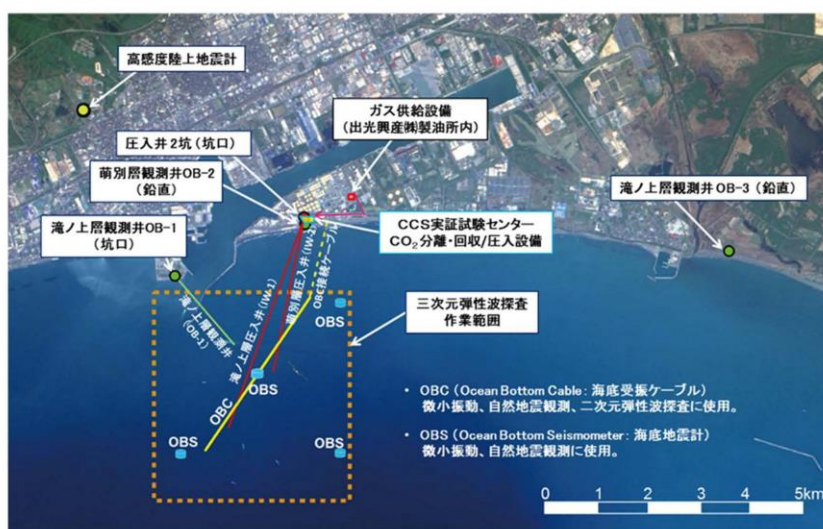 高感度陸上地震計
ガス供給設備
(出光興産㈱製油所内)
圧入井2坑(坑口)
萌別層観測井OB-2
(鉛直)
滝ノ上層観測井OB-3(鉛直)
滝ノ上層観測井OB-1
(坑口)
CCS実証試験センター
CO₂分離・回収/圧入設備
滝ノ上層観測井
(OB-1)
滝ノ上層圧入井(IW-1)
萌別層圧入井(IW-2)
OBC接続ケーブル
三次元弾性波探査
作業範囲
OBS
OBS
OBC
OBS
OBS
・ OBC(Ocean Bottom Cable:海底受振ケーブル)
微小振動、自然地震観測、二次元弾性波探査に使用。
・ OBS(Ocean Bottom Seismometer:海底地震計)
微小振動、自然地震観測に使用。
0 1 2 3 4 5km